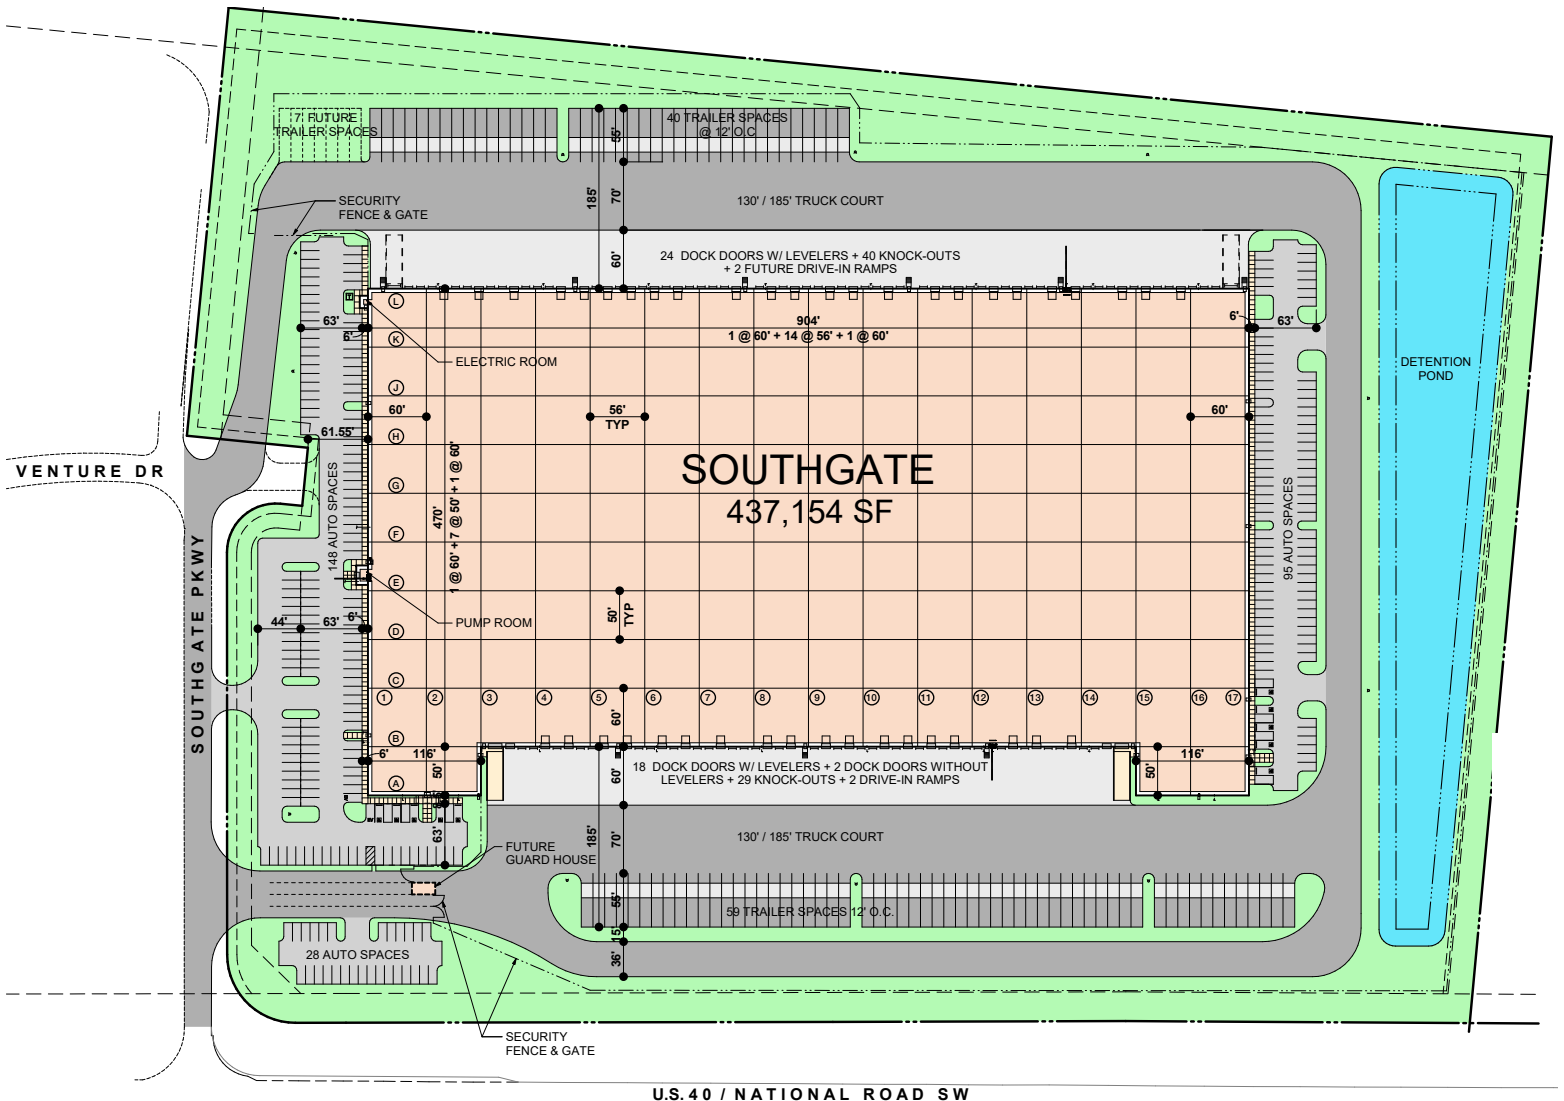 7 FUTURE
TRAILER SPACES
40 TRAILER SPACES
@ 12' O.C
55'
185'
70'
SECURITY
FENCE & GATE
130' / 185' TRUCK COURT
60'
24 DOCK DOORS W/ LEVELERS + 40 KNOCK-OUTS
+ 2 FUTURE DRIVE-IN RAMPS
L
63'
6'
904'
1 @ 60' + 14 @ 56' + 1 @ 60'
6'
63'
K
ELECTRIC ROOM
DETENTION
POND
J
60'
56'
TYP
60'
61.55'
H
VENTURE DR
SOUTHGATE
437,154 SF
148 AUTO SPACES
470'
1 @ 60' + 7 @ 50' + 1 @ 60'
G
95 AUTO SPACES
F
SOUTHGATE PKWY
E
50'
TYP
44'
63'
6'
PUMP ROOM
D
C
1
2
3
4
5
6
7
8
9
10
11
12
13
14
15
16
17
60'
B
6'
116'
50'
60'
18 DOCK DOORS W/ LEVELERS + 2 DOCK DOORS WITHOUT
LEVELERS + 29 KNOCK-OUTS + 2 DRIVE-IN RAMPS
50'
116'
A
63'
185'
70'
130' / 185' TRUCK COURT
FUTURE
GUARD HOUSE
55'
59 TRAILER SPACES 12' O.C.
15'
36'
28 AUTO SPACES
SECURITY
FENCE & GATE
U.S. 40 / NATIONAL ROAD SW